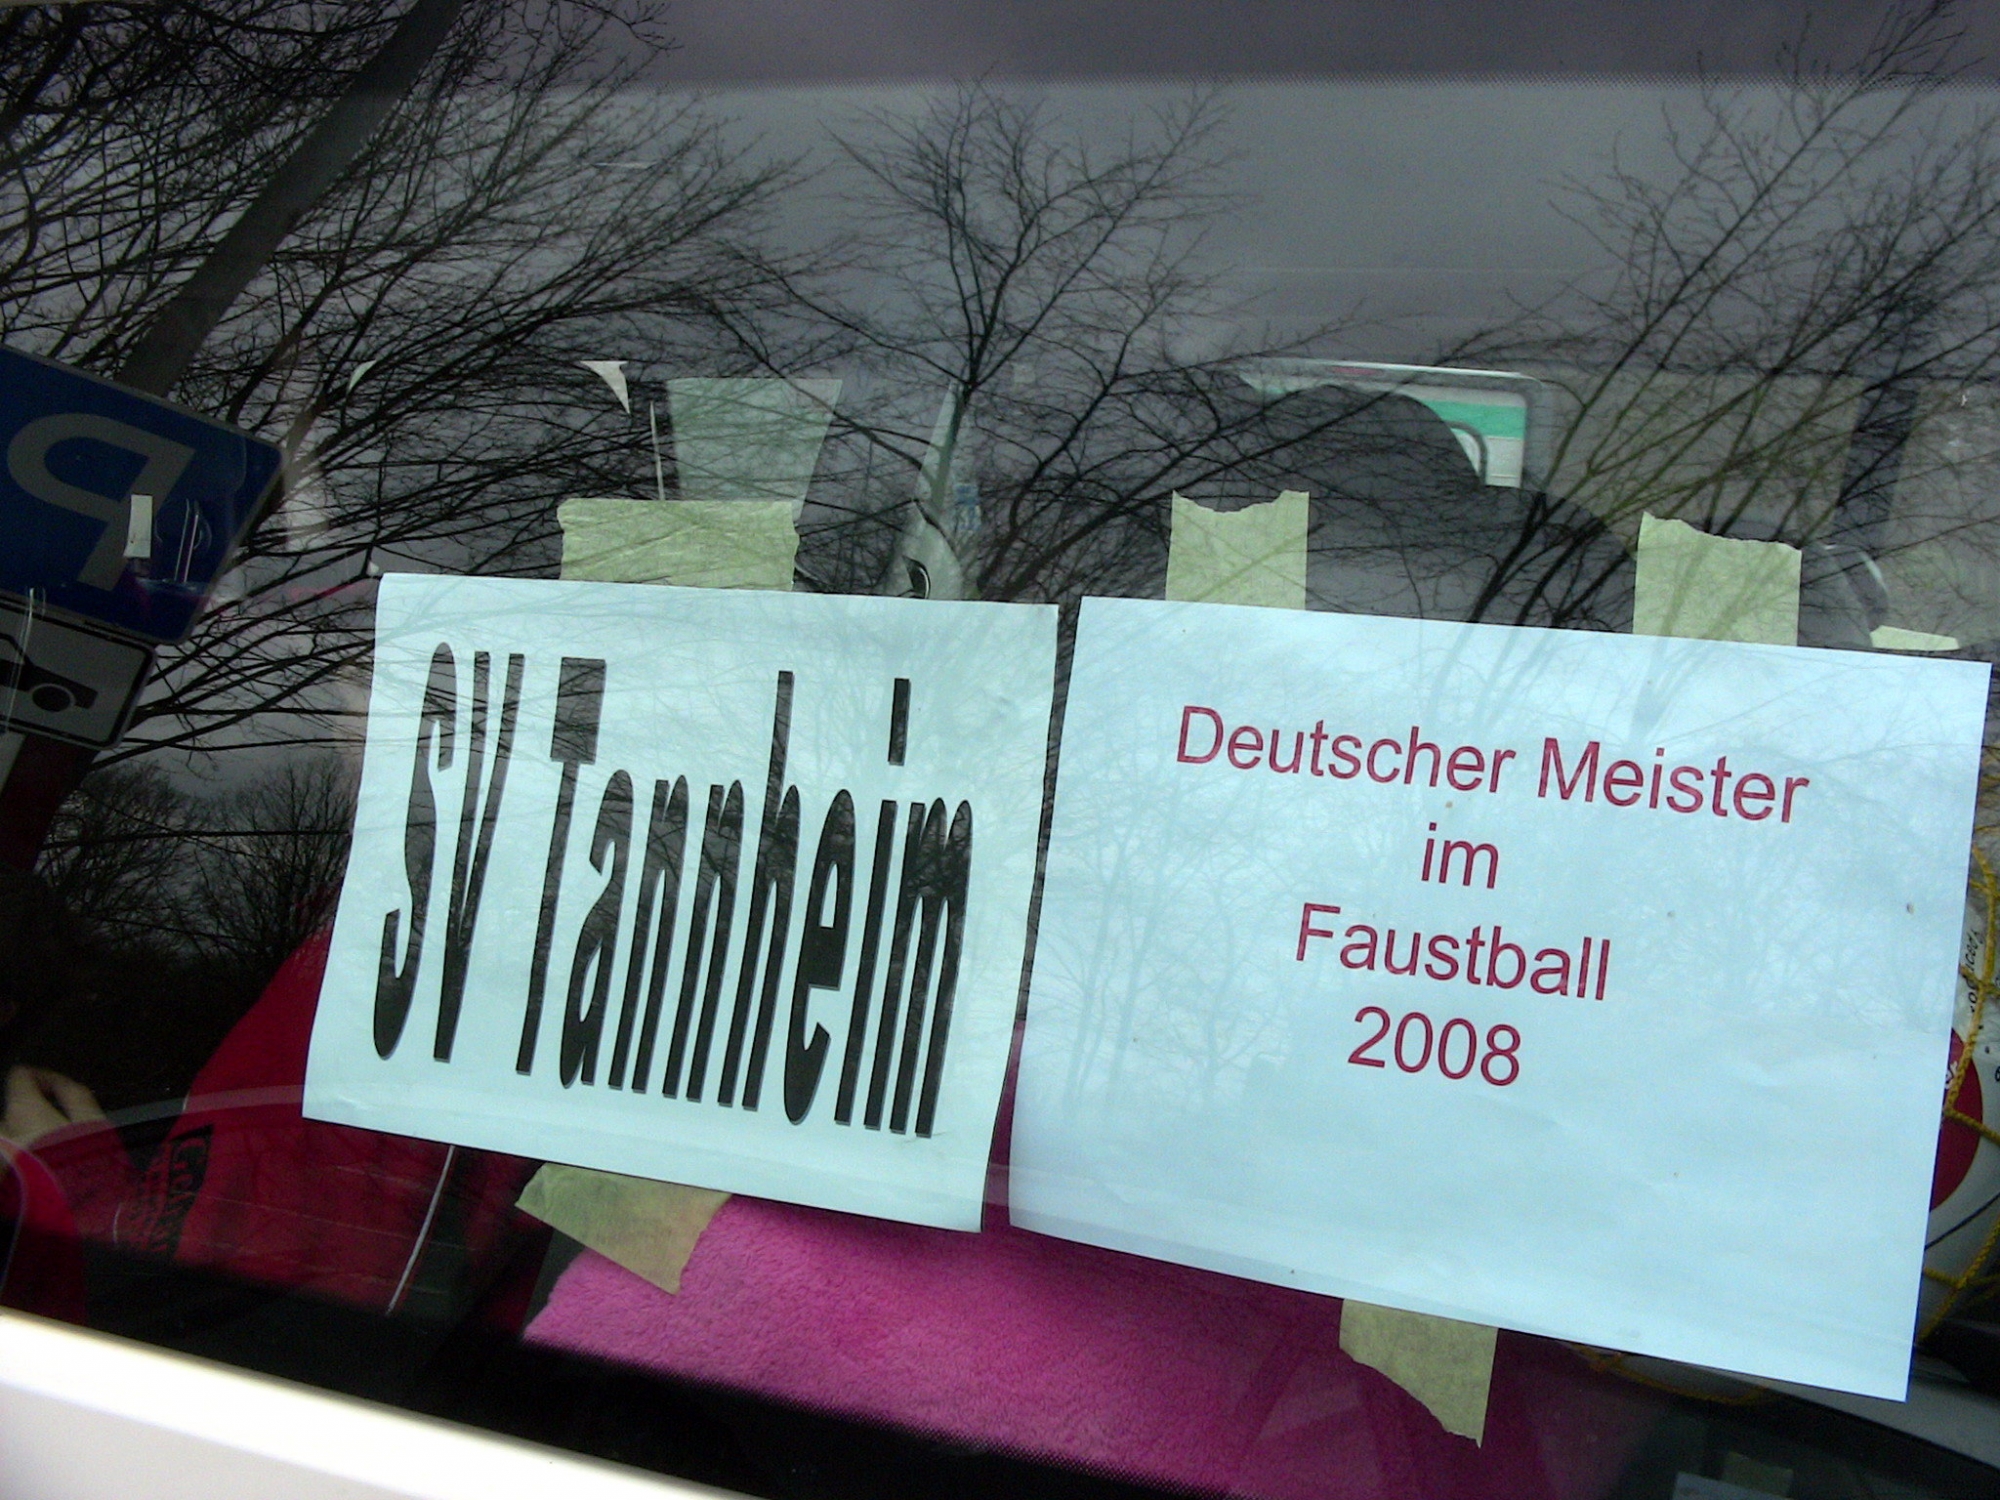 SV Tannheim
Deutscher Meister
im
Faustball
2008